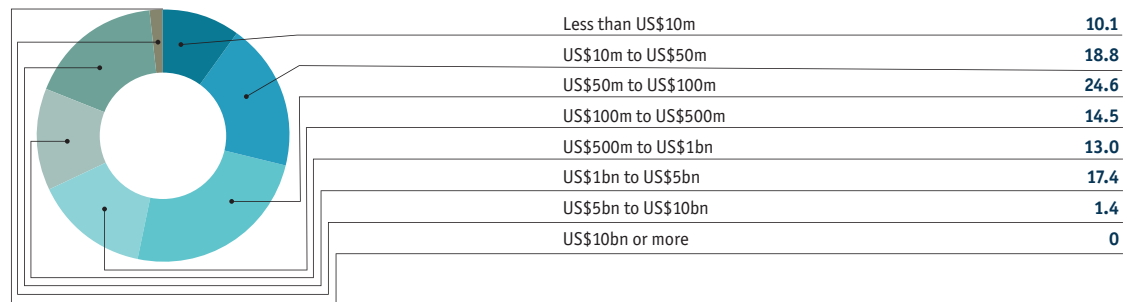 Less than US$10m 10.1
US$10m to US$50m 18.8
US$50m to US$100m 24.6
US$100m to US$500m 14.5
US$500m to US$1bn 13.0
US$1bn to US$5bn 17.4
US$5bn to US$10bn 1.4
US$10bn or more 0